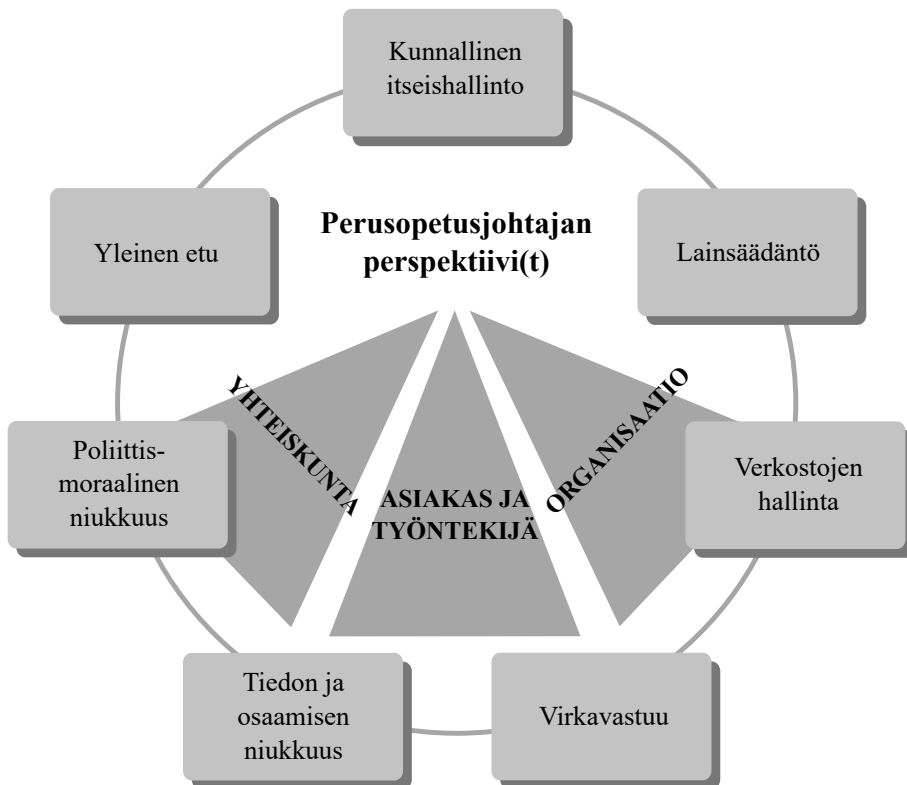 Kunnallinen
itseishallinto
Perusopetusjohtajan
perspektiivi(t)
Yleinen etu
Lainsäädäntö
YHTEISKUNTA
ORGANISAATIO
Poliittis-
moraalinen
niukkuus
ASIAKAS JA
TYÖNTEKIJÄ
Verkostojen
hallinta
Tiedon ja
osaamisen
niukkuus
Virkavastuu